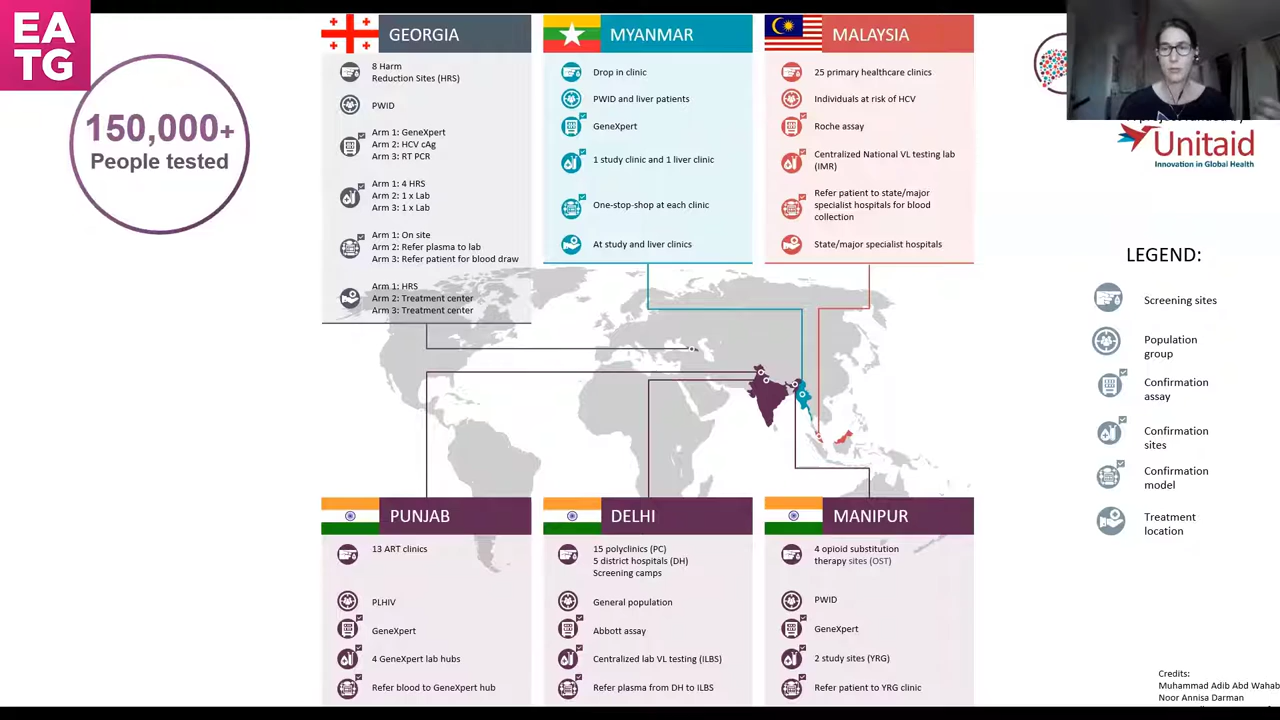 EA
TG
150,000+
People tested
GEORGIA
8 Harm
Reduction Sites (HRS)
PWID
Arm 1: GeneXpert
Arm 2: HCV cAg
Arm 3: RT PCR
Arm 1: 4 HRS
Arm 2: 1 x Lab
Arm 3: 1 x Lab
Arm 1: On site
Arm 2: Refer plasma to lab
Arm 3: Refer patient for blood draw
Arm 1: HRS
Arm 2: Treatment center
Arm 3: Treatment center
MYANMAR
Drop in clinic
PWID and liver patients
GeneXpert
1 study clinic and 1 liver clinic
One-stop-shop at each clinic
At study and liver clinics
MALAYSIA
25 primary healthcare clinics
Individuals at risk of HCV
Roche assay
Centralized National VL testing lab
(IMR)
Refer patient to state/major
specialist hospitals for blood
collection
State/major specialist hospitals
Unitaid
Innovation in Global Health
LEGEND:
Screening sites
Population
group
Confirmation
assay
Confirmation
sites
Confirmation
model
Treatment
location
PUNJAB
13 ART clinics
PLHIV
GeneXpert
4 GeneXpert lab hubs
Refer blood to GeneXpert hub
DELHI
15 polyclinics (PC)
5 district hospitals (DH)
Screening camps
General population
Abbott assay
Centralized lab VL testing (ILBS)
Refer plasma from DH to ILBS
MANIPUR
4 opioid substitution
therapy sites (OST)
PWID
GeneXpert
2 study sites (YRG)
Refer patient to YRG clinic
Credits:
Muhammad Adib Abd Wahab
Noor Annisa Darman